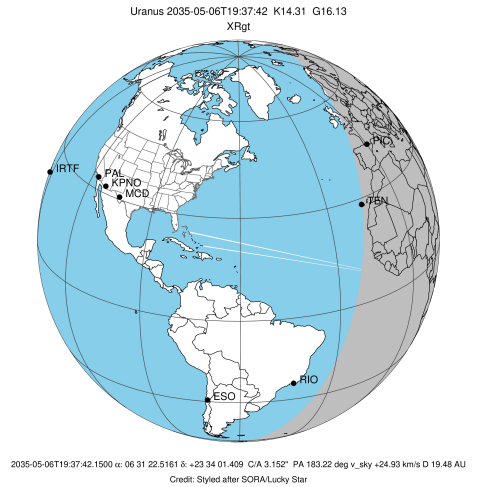 Uranus 2035-05-06T19:37:42 K14.31 G16.13
XRgt
PIC
IRTF
PAL
KPNO
MCD
TEN
RIO
ESO
2035-05-06T19:37:42.1500 α: 06 31 22.5161 δ: +23 34 01.409 C/A 3.152" PA 183.22 deg v_sky +24.93 km/s D 19.48 AU
Credit: Styled after SORA/Lucky Star